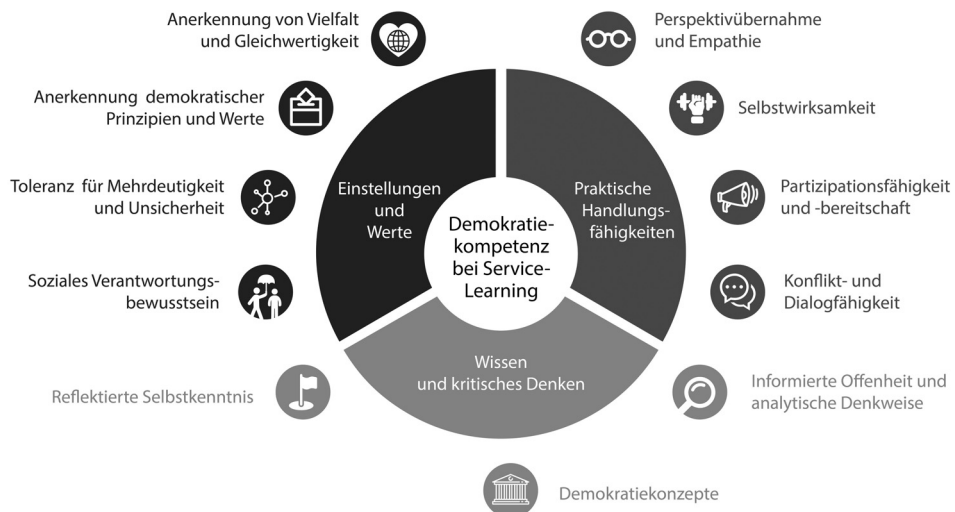 Anerkennung von Vielfalt
und Gleichwertigkeit
Anerkennung demokratischer
Prinzipien und Werte
Toleranz für Mehrdeutigkeit
und Unsicherheit
Soziales Verantwortungs-
bewusstsein
Reflektierte Selbstkenntnis
Einstellungen
und
Werte
Demokratie-
kompetenz
bei Service-
Learning
Praktische
Handlungs-
fähigkeiten
Wissen
und kritisches Denken
Perspektivübernahme
und Empathie
Selbstwirksamkeit
Partizipationsfähigkeit
und -bereitschaft
Konflikt- und
Dialogfähigkeit
Informierte Offenheit und
analytische Denkweise
Demokratiekonzepte